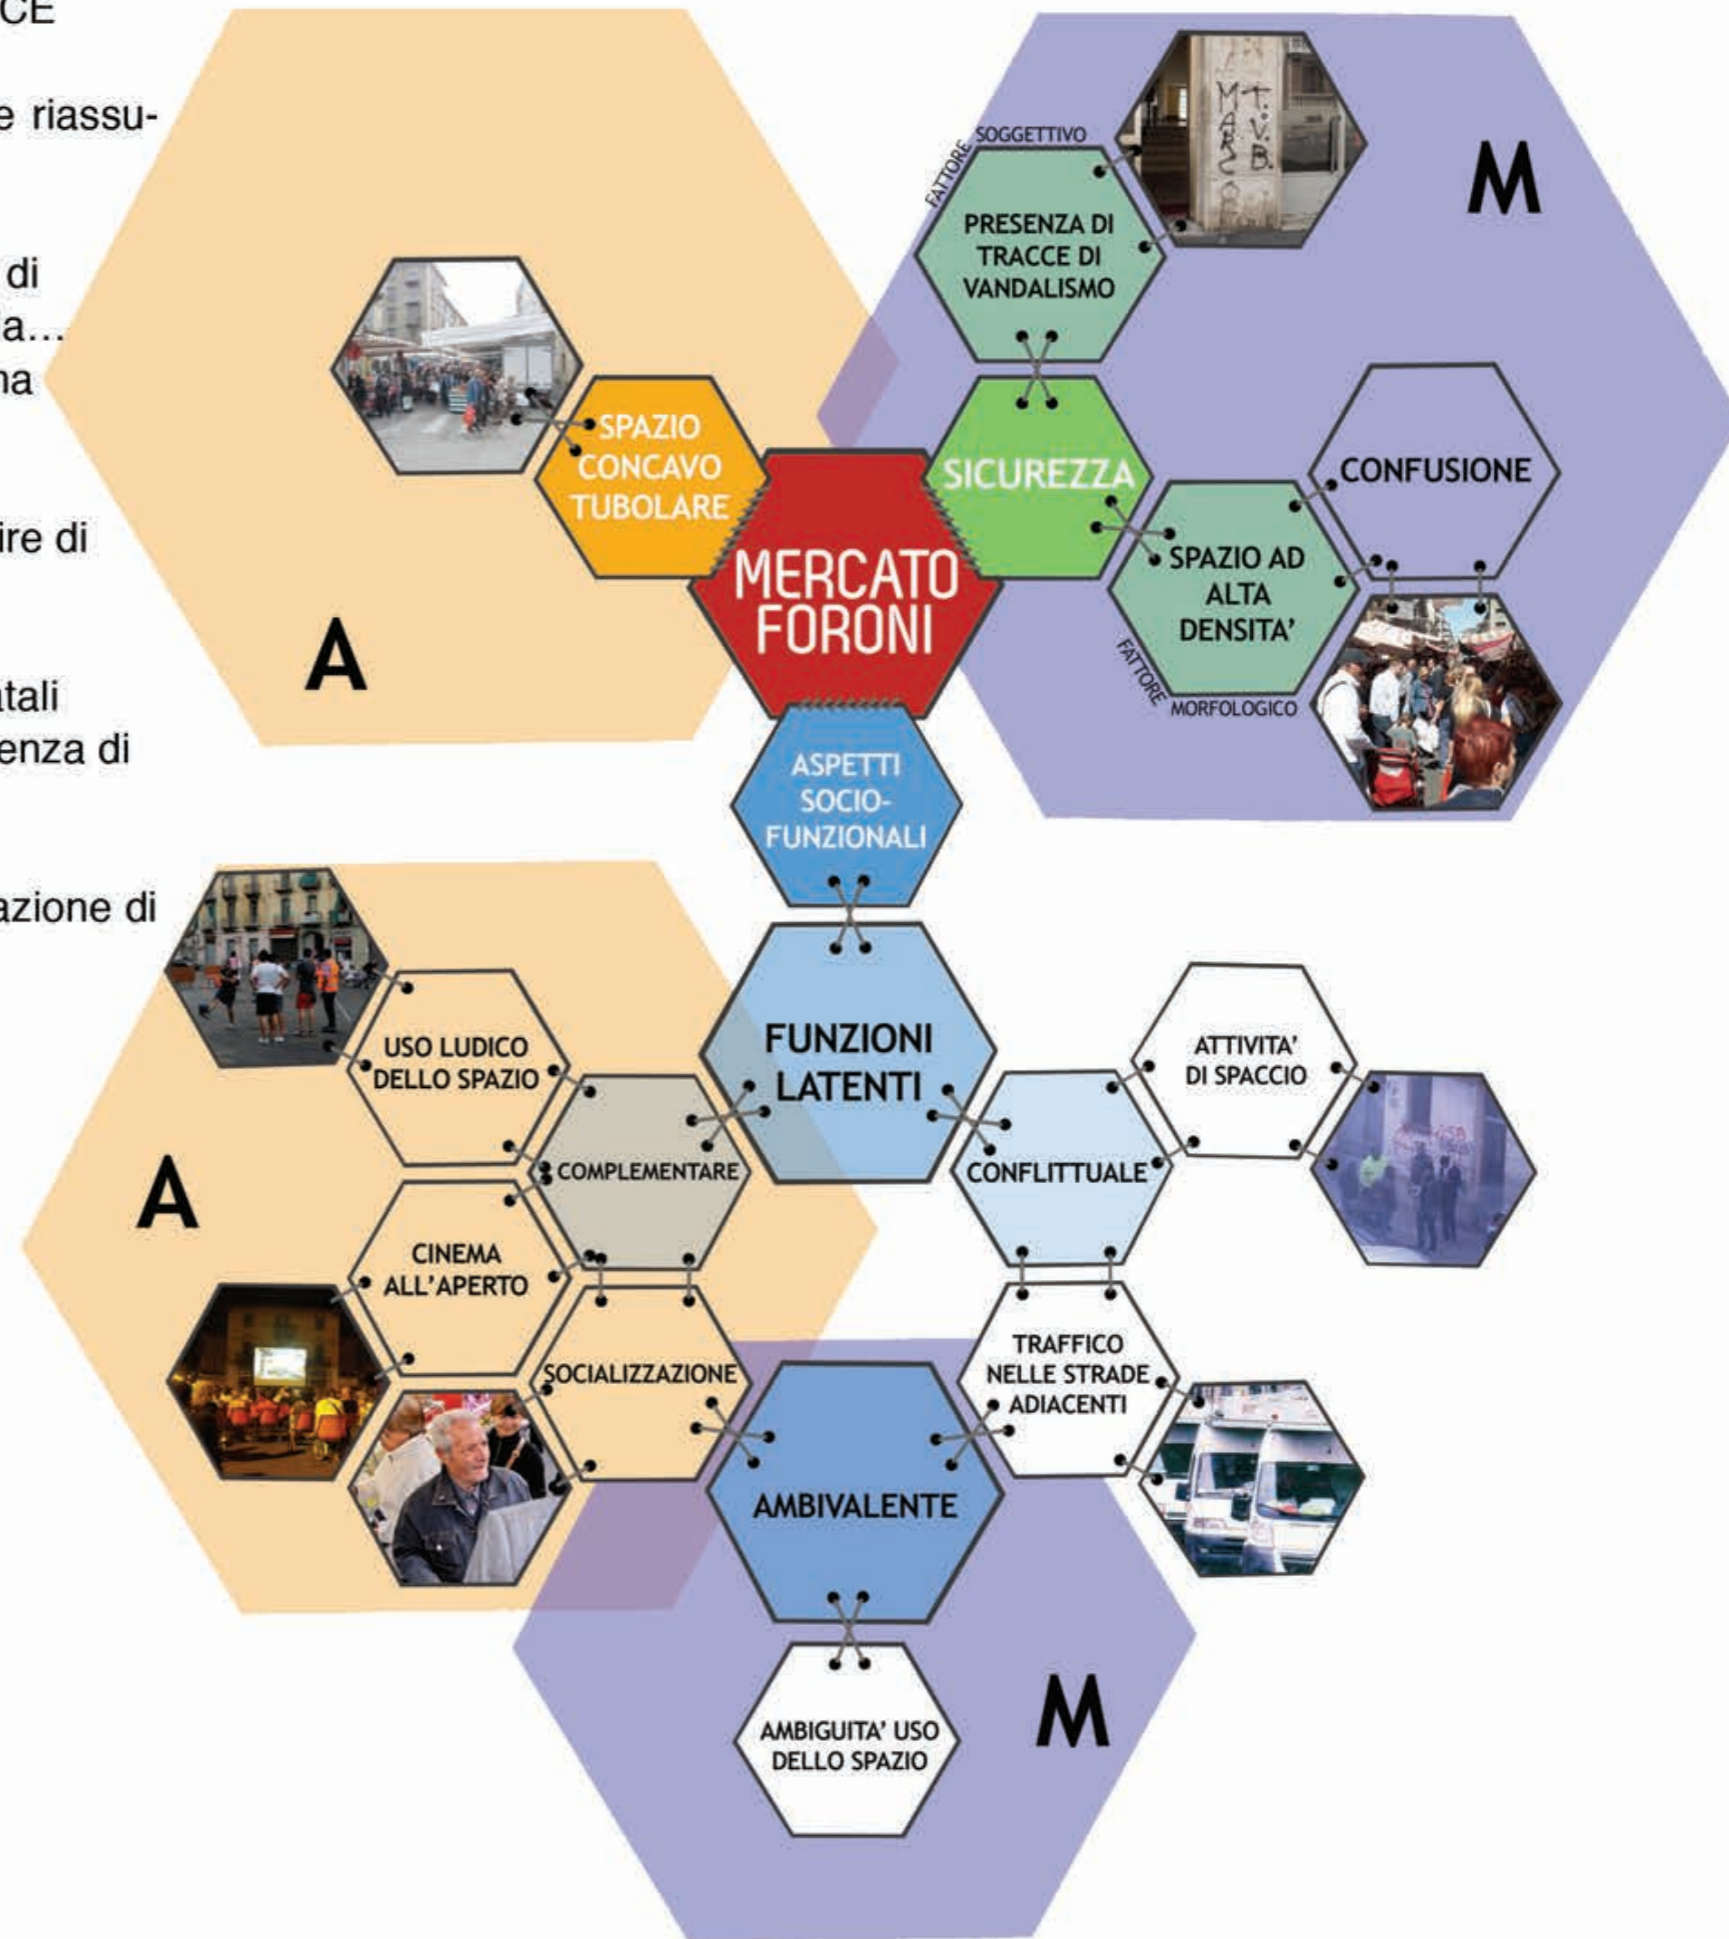 CE
e riassu-
di
a...
na
ire di
atali
enza di
azione di
A
SPAZIO
CONCAVO
TUBOLARE
MERCATO
FORONI
M
FATTORE SOGGETTIVO
PRESENZA DI
TRACCE DI
VANDALISMO
T.V.B.
SICUREZZA
CONFUSIONE
SPAZIO AD
ALTA
DENSITA'
FATTORE MORFOLOGICO
ASPETTI
SOCIO-
FUNZIONALI
FUNZIONI
LATENTI
A
USO LUDICO
DELLO SPAZIO
COMPLEMENTARE
CINEMA
ALL'APERTO
SOCIALIZZAZIONE
CONFLITTUALE
ATTIVITA'
DI SPACCIO
TRAFFICO
NELLE STRADE
ADIACENTI
AMBIVALENTE
AMBIGUITA' USO
DELLO SPAZIO
M